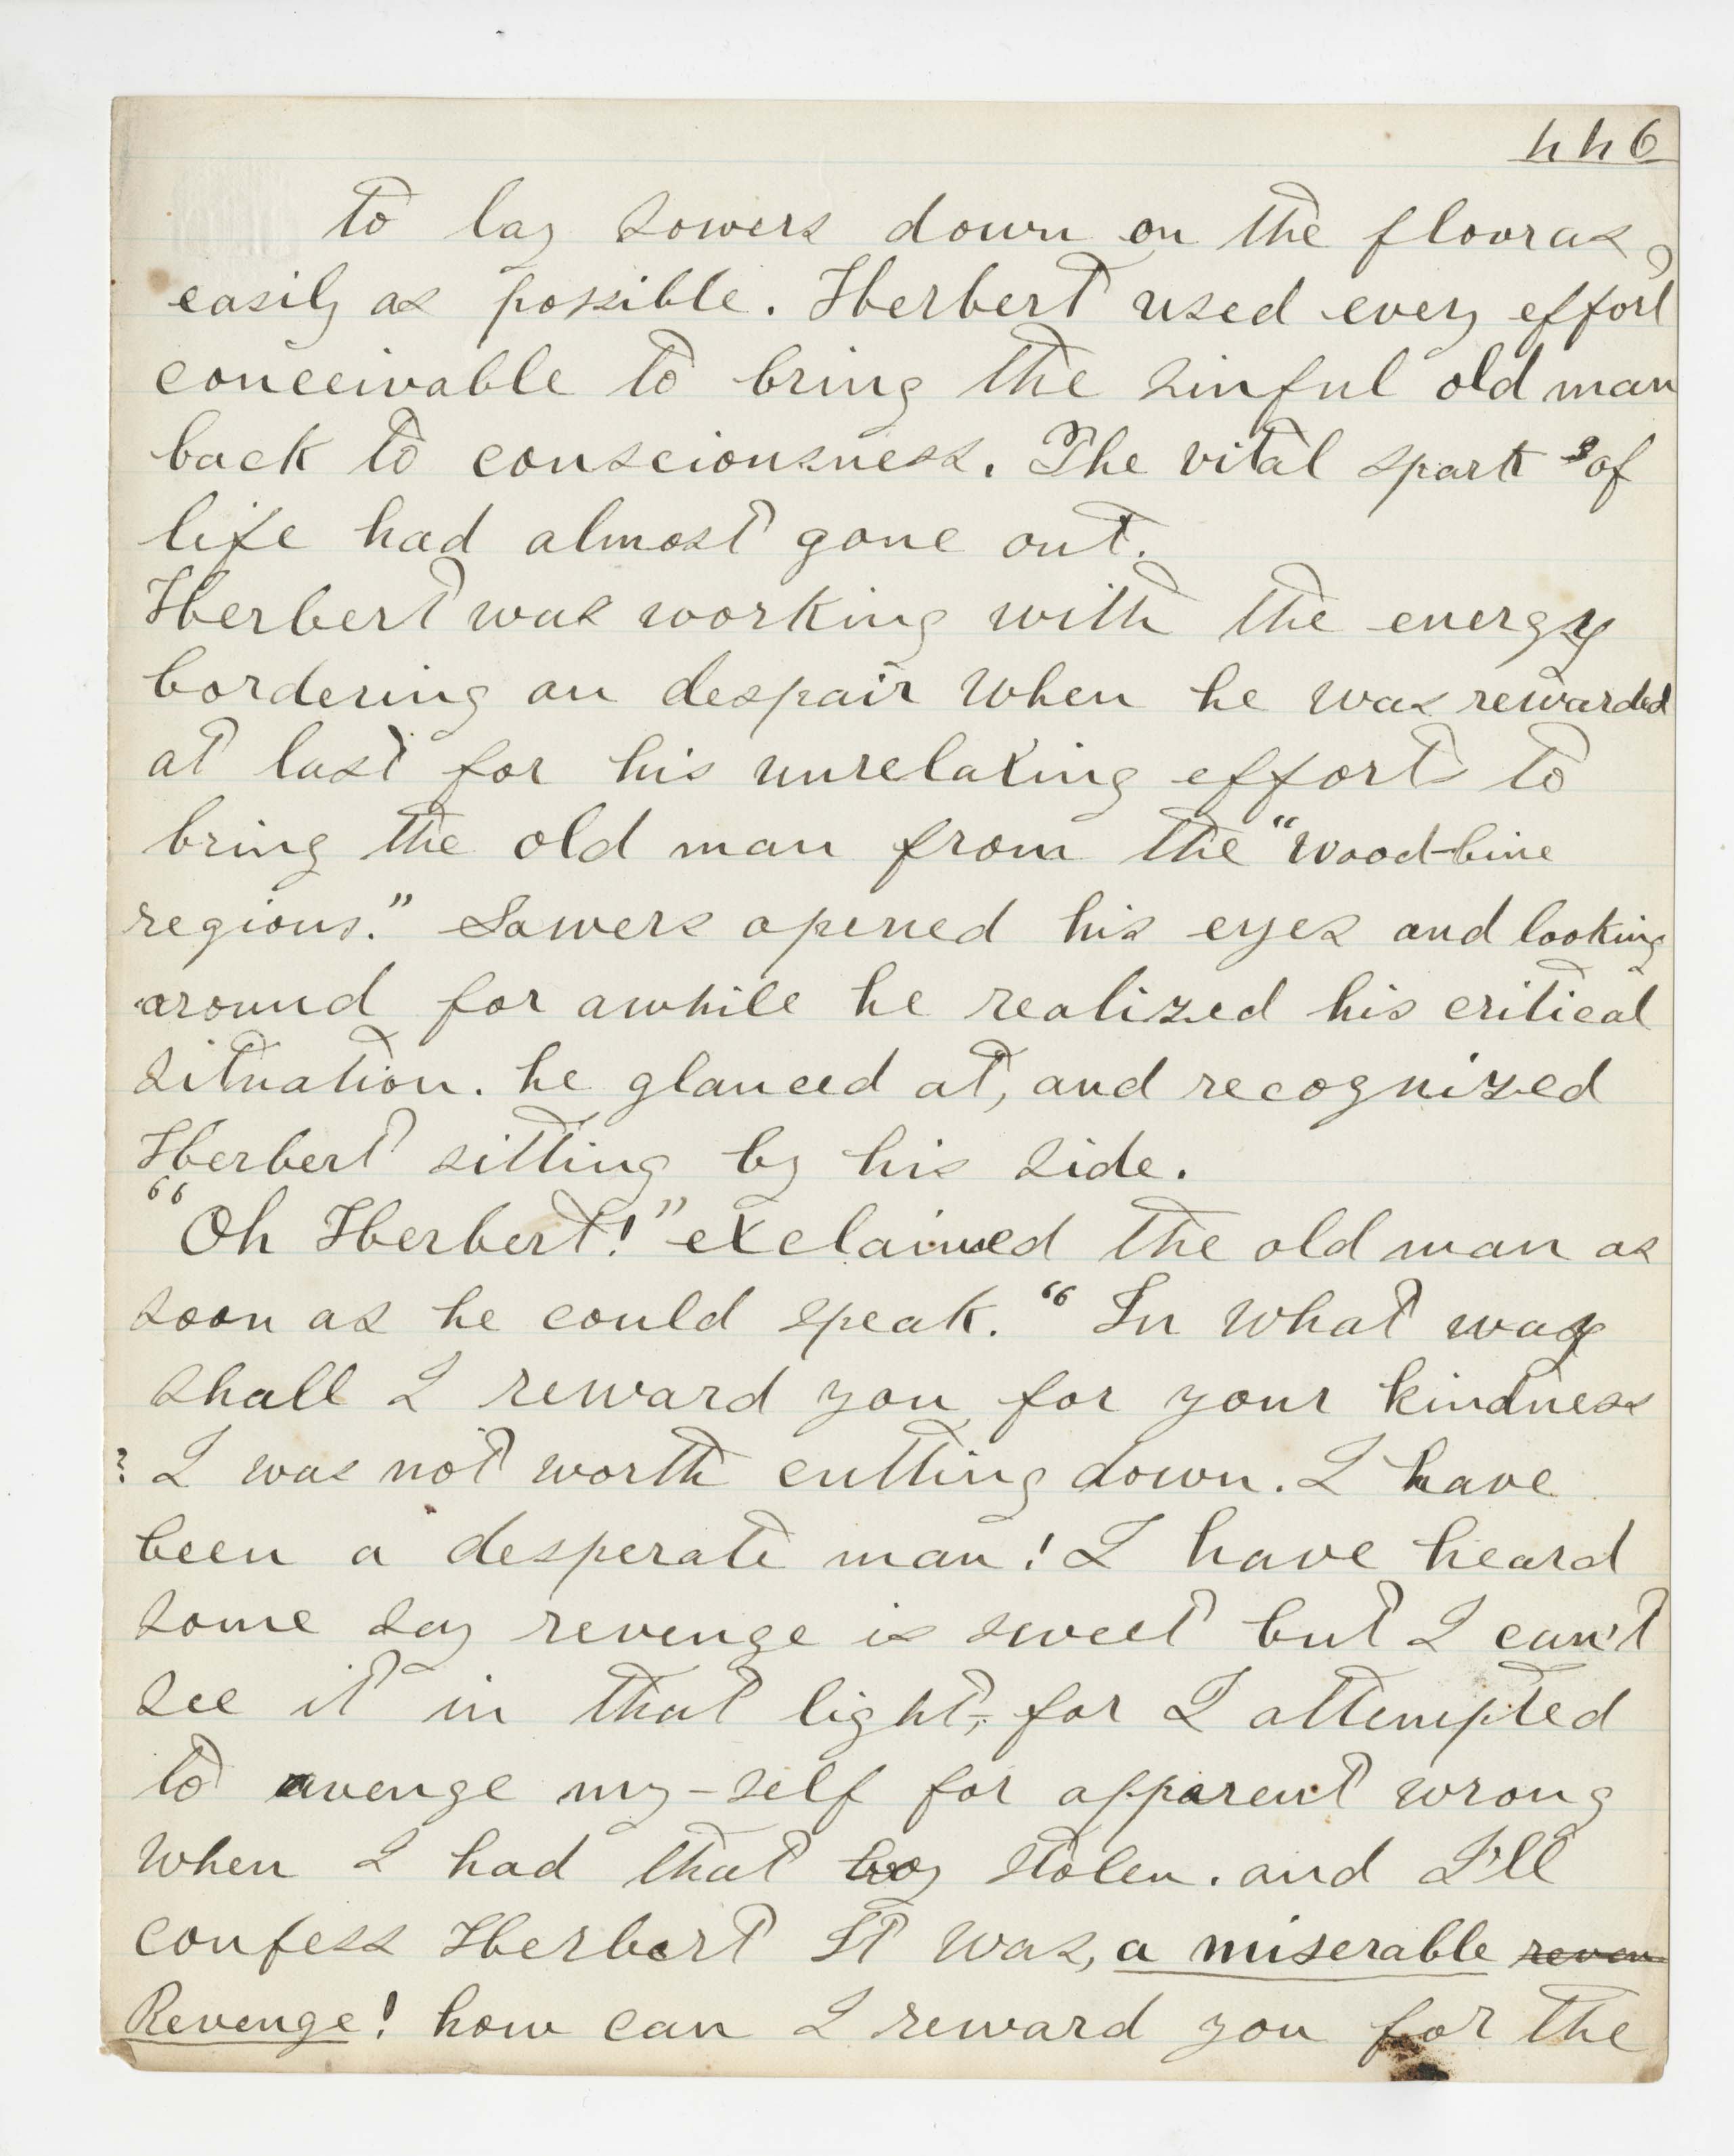 446
to lay Sowers down on the floor as
easily as possible. Herbert used every effort
conceivable to bring the sinful old man
back to consciousness. The vital spark of
life had almost gone out.
Herbert was working with the energy
bordering on despair when he was rewarded
at last for his unrelaxing efforts to
bring the old man from the "wood-bine
regions." Sowers opened his eyes and looking
around for awhile he realized his critical
situation. he glanced at, and recognized
Herbert sitting by his side.
"Oh Herbert!" exclaimed the old man as
soon as he could speak. "In what way
shall I reward you for your kindness
? I was not worth cutting down. I have
been a desperate man! I have heard
some say revenge is sweet but I can't
see it in that light, for I attempted
to avenge my-self for apparent wrong
when I had that boy stolen. and I'll
confess Herbert It was, a miserable reven
Revenge! how can I reward you for the